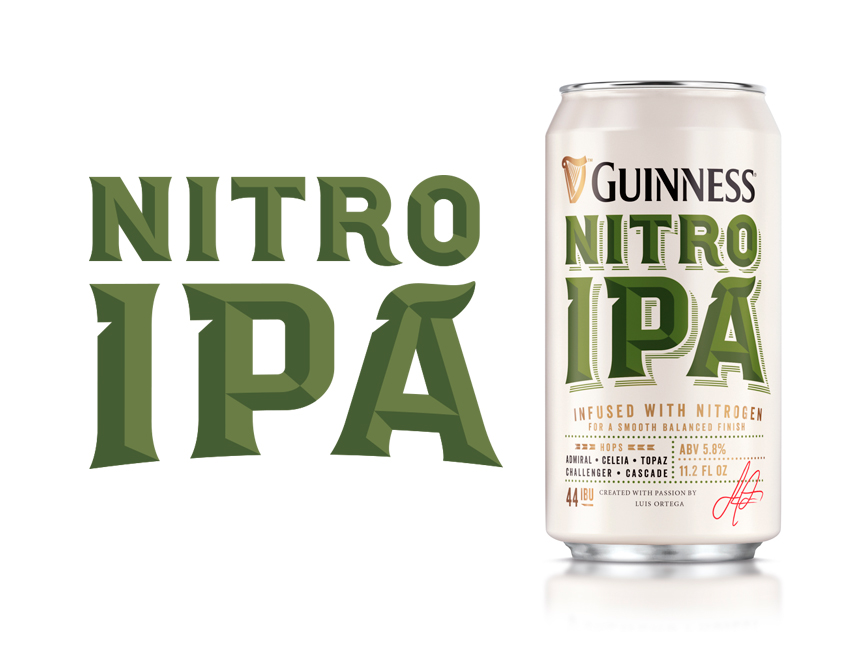 NITRO
IPA
GUINNESS
NITRO
IPA
INFUSED WITH NITROGEN
FOR A SMOOTH BALANCED FINISH
HOPS
ADMIRAL • CELEIA • TOPAZ
CHALLENGER • CASCADE
ABV 5.8%
11.2 FL OZ
44 IBU
CREATED WITH PASSION BY
LUIS ORTEGA